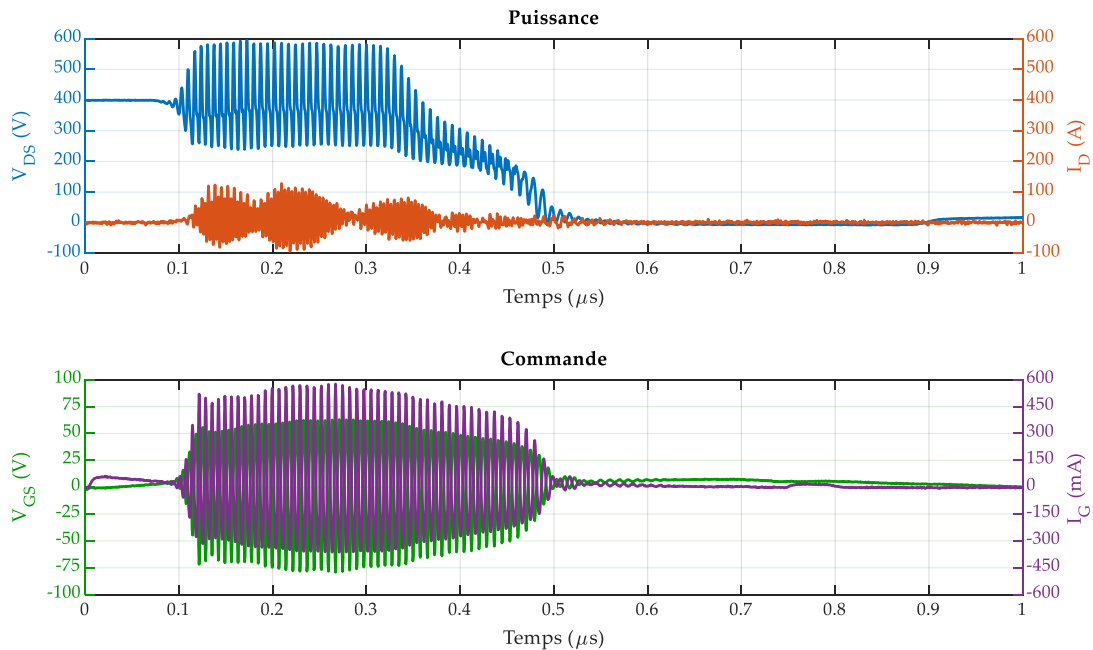 Puissance
600 600
500 500
400 400
300 300
200 200
100 100
0 0
-100 -100
V_DS (V)
I_D (A)
0 0.1 0.2 0.3 0.4 0.5 0.6 0.7 0.8 0.9 1
Temps (μs)
Commande
100 600
75 450
50 300
25 150
0 0
-25 -150
-50 -300
-75 -450
-100 -600
V_GS (V)
I_G (mA)
0 0.1 0.2 0.3 0.4 0.5 0.6 0.7 0.8 0.9 1
Temps (μs)